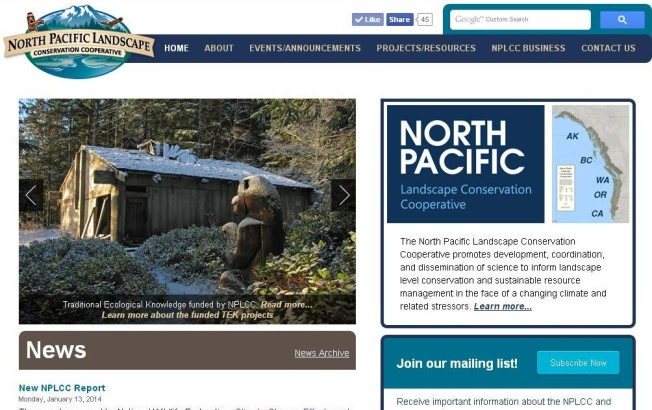 Like Share 45
Google Custom Search
NORTH PACIFIC LANDSCAPE
CONSERVATION COOPERATIVE
HOME ABOUT EVENTS/ANNOUNCEMENTS PROJECTS/RESOURCES NPLCC BUSINESS CONTACT US
Traditional Ecological Knowledge funded by NPLCC. Read more...
Learn more about the funded TEK projects
News
News Archive
New NPLCC Report
Monday, January 13, 2014
NORTH
PACIFIC
Landscape Conservation
Cooperative
AK
BC
WA
OR
CA
The North Pacific Landscape Conservation
Cooperative promotes development, coordination,
and dissemination of science to inform landscape
level conservation and sustainable resource
management in the face of a changing climate and
related stressors. Learn more...
Join our mailing list!
Subscribe Now
Receive important information about the NPLCC and